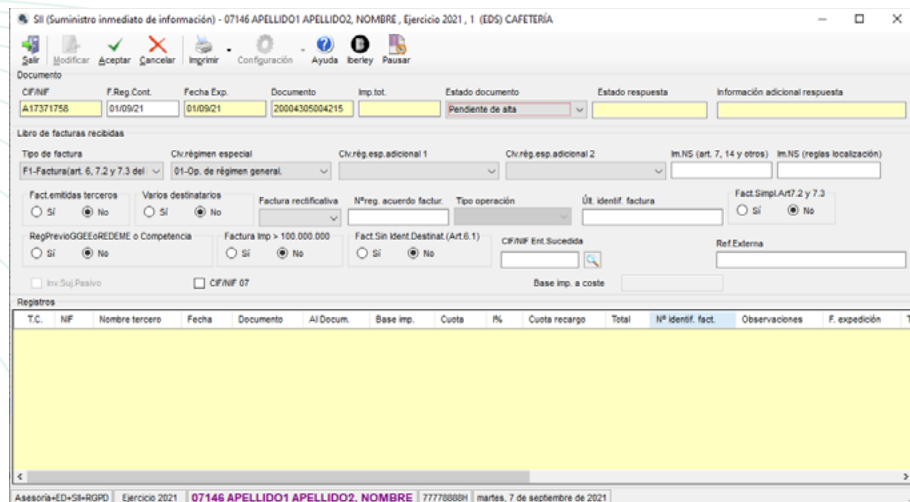 SII (Suministro inmediato de información) - 07146 APELLIDO1 APELLIDO2, NOMBRE , Ejercicio 2021 , 1 (EDS) CAFETERÍA
Salir Modificar Aceptar Cancelar Imprimir Configuración Ayuda Iberley Pausar
Documento
CIF/NIF F.Reg.Cont. Fecha Exp. Documento Imp.tot. Estado documento Estado respuesta Información adicional respuesta
A17371758 01/09/21 01/09/21 20004305004215 Pendiente de alta
Libro de facturas recibidas
Tipo de factura Clv.régimen especial Clv.rég.esp.adicional 1 Clv.rég.esp.adicional 2 Im.NS (art. 7, 14 y otros) Im.NS (reglas localización)
F1-Factura(art. 6, 7.2 y 7.3 del 01-Op. de régimen general.
Fact.emitidas terceros Varios destinatarios Factura rectificativa Nºreg. acuerdo factur. Tipo operación Últ. identif. factura Fact.Simpl.Art7.2 y 7.3
Sí No Sí No Sí No
RegPrevioGGEEoREDEME o Competencia Factura Imp > 100.000.000 Fact.Sin Ident.Destinat.(Art.6.1) CIF/NIF Ent.Sucedida Ref.Externa
Sí No Sí No Sí No
Inv.Suj.Pasivo CIF/NIF 07 Base imp. a coste
Registros
T.C. NIF Nombre tercero Fecha Documento Al Docum. Base imp. Cuota I% Cuota recargo Total Nº identif. fact. Observaciones F. expedición T
Asesoría+ED+SII+RGPD Ejercicio 2021 07146 APELLIDO1 APELLIDO2, NOMBRE 77778888H martes, 7 de septiembre de 2021